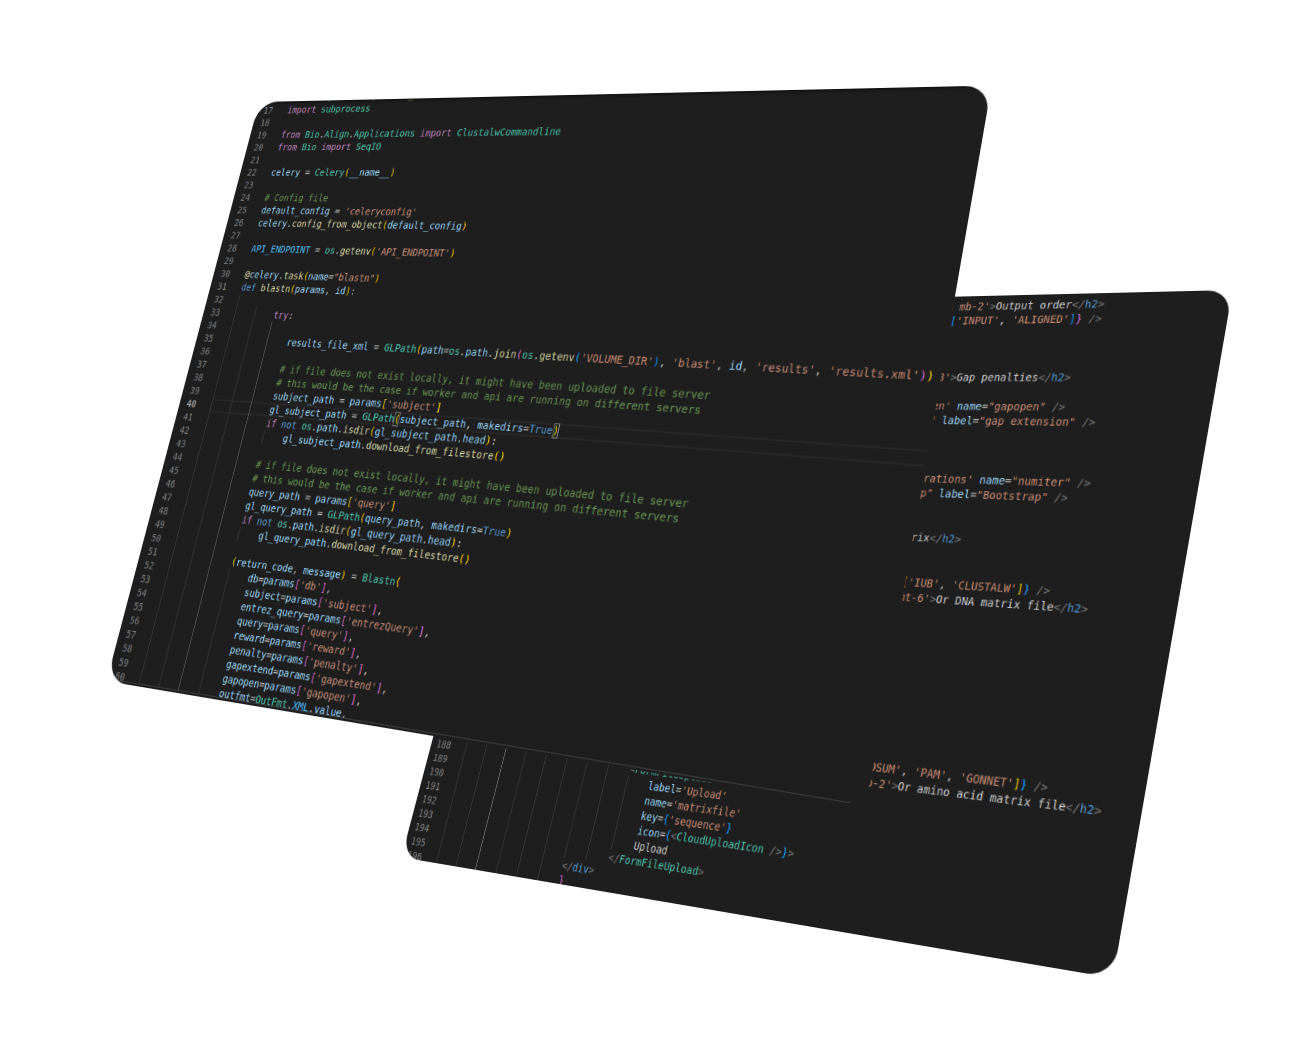 17 import subprocess
18
19 from Bio.Align.Applications import ClustalwCommandline
20 from Bio import SeqIO
21
22 celery = Celery(__name__)
23
24 # Config file
25 default_config = 'celeryconfig'
26 celery.config_from_object(default_config)
27
28 API_ENDPOINT = os.getenv('API_ENDPOINT')
29
30 @celery.task(name="blastn")
31 def blastn(params, id):
32
33 try:
34
35 results_file_xml = GLPath(path=os.path.join(os.getenv('VOLUME_DIR'), 'blast', id, 'results', 'results.xml'))
36
37 # if file does not exist locally, it might have been uploaded to file server
38 # this would be the case if worker and api are running on different servers
39 subject_path = params['subject']
40 gl_subject_path = GLPath(subject_path, makedirs=True)
41 if not os.path.isdir(gl_subject_path.head):
42 gl_subject_path.download_from_filestore()
43
44 # if file does not exist locally, it might have been uploaded to file server
45 # this would be the case if worker and api are running on different servers
46 query_path = params['query']
47 gl_query_path = GLPath(query_path, makedirs=True)
48 if not os.path.isdir(gl_query_path.head):
49 gl_query_path.download_from_filestore()
50
51 (return_code, message) = Blastn(
52 db=params['db'],
53 subject=params['subject'],
54 entrez_query=params['entrezQuery'],
55 query=params['query'],
56 reward=params['reward'],
57 penalty=params['penalty'],
58 gapextend=params['gapextend'],
59 gapopen=params['gapopen'],
60 outfmt=OutFmt.XML.value,
mb-2'>Output order</h2>
['INPUT', 'ALIGNED']} />
'>Gap penalties</h2>
' name="gapopen" />
' label="gap extension" />
rations' name="numiter" />
p" label="Bootstrap" />
rix</h2>
['IUB', 'CLUSTALW']} />
'>Or DNA matrix file</h2>
SUM', 'PAM', 'GONNET']} />
-2'>Or amino acid matrix file</h2>
188
189 label='Upload'
190 name='matrixfile'
191 key={'sequence'}
192 icon={<CloudUploadIcon />}>
193 Upload
194 </FormFileUpload>
195 </div>
196 }